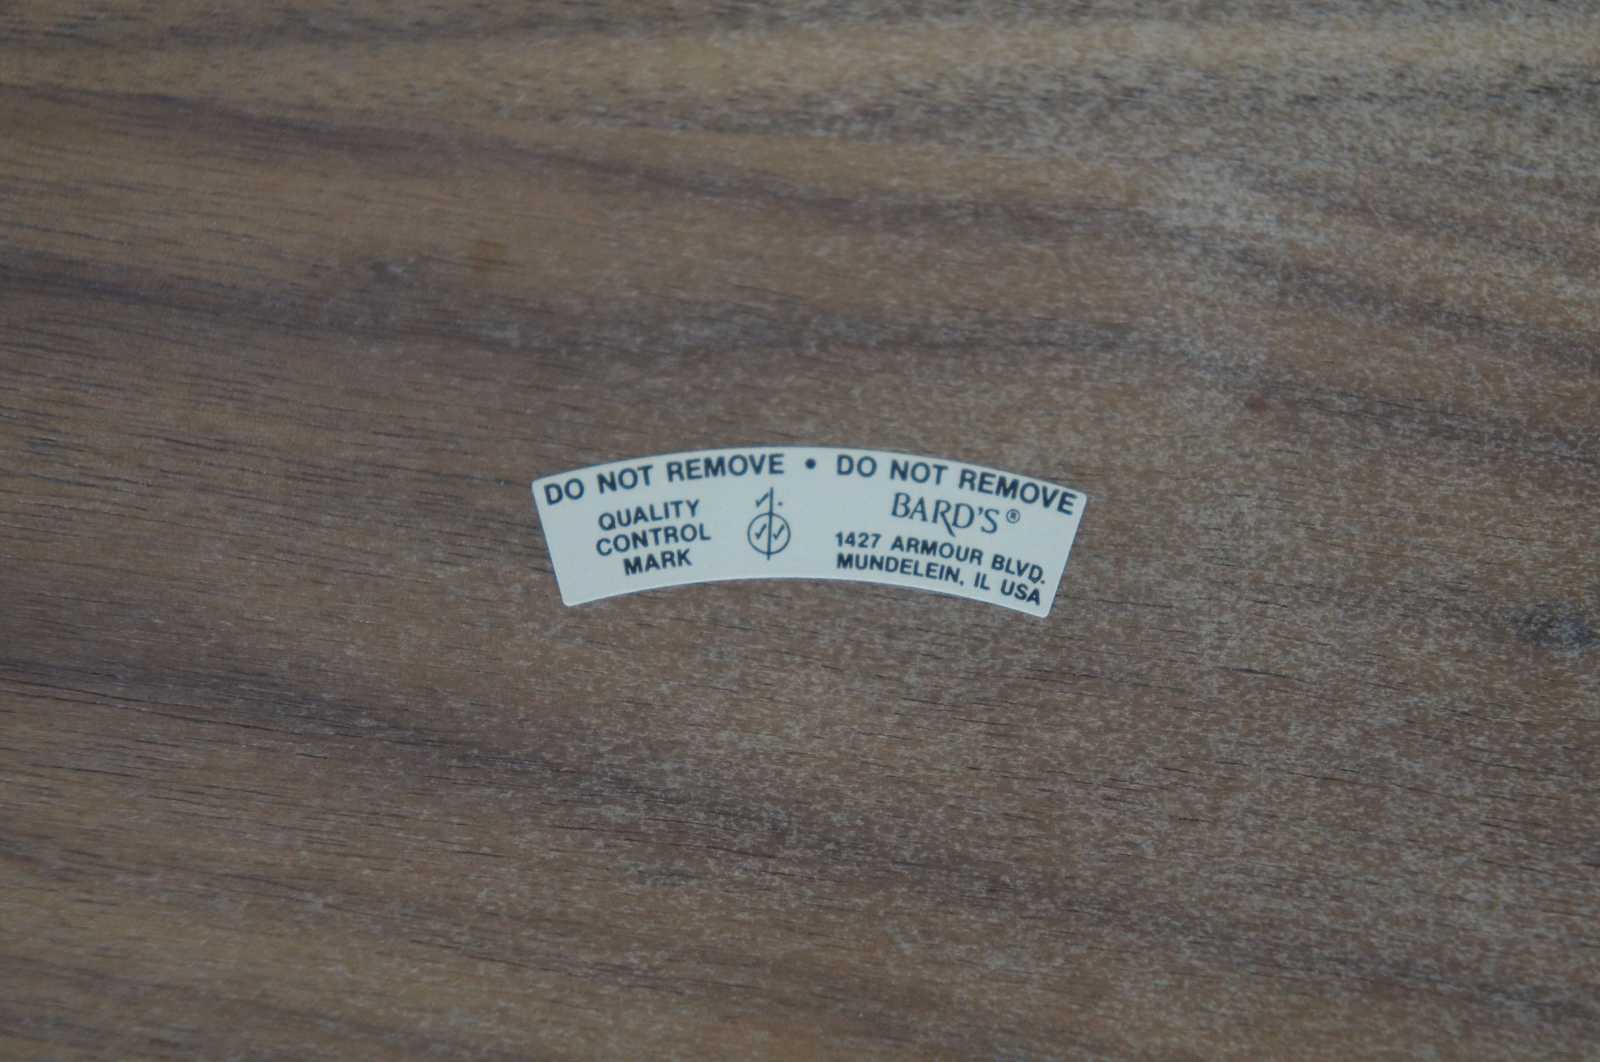 DO NOT REMOVE • DO NOT REMOVE
QUALITY
CONTROL
MARK
BARD'S®
1427 ARMOUR BLVD.
MUNDELEIN, IL USA